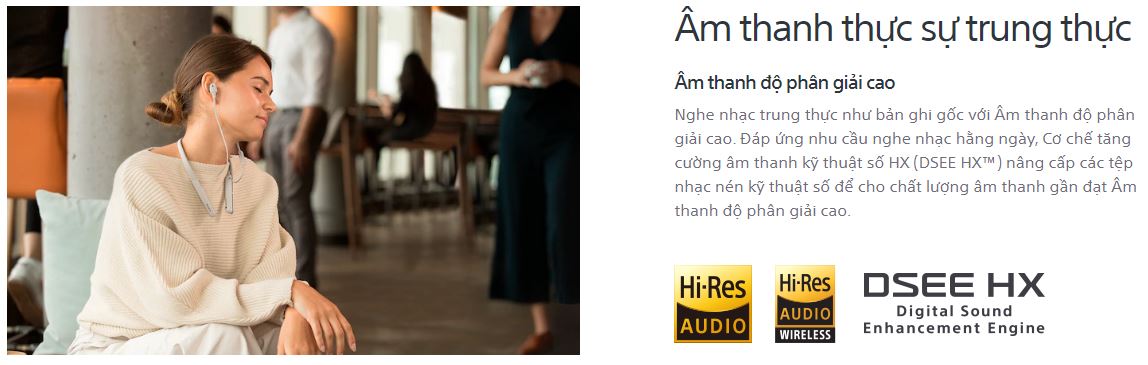 Âm thanh thực sự trung thực
Âm thanh độ phân giải cao
Nghe nhạc trung thực như bản ghi gốc với Âm thanh độ phân
giải cao. Đáp ứng nhu cầu nghe nhạc hằng ngày, Cơ chế tăng
cường âm thanh kỹ thuật số HX (DSEE HX™) nâng cấp các tệp
nhạc nén kỹ thuật số để cho chất lượng âm thanh gần đạt Âm
thanh độ phân giải cao.
Hi-Res
AUDIO
Hi-Res
AUDIO
WIRELESS
DSEE HX
Digital Sound
Enhancement Engine